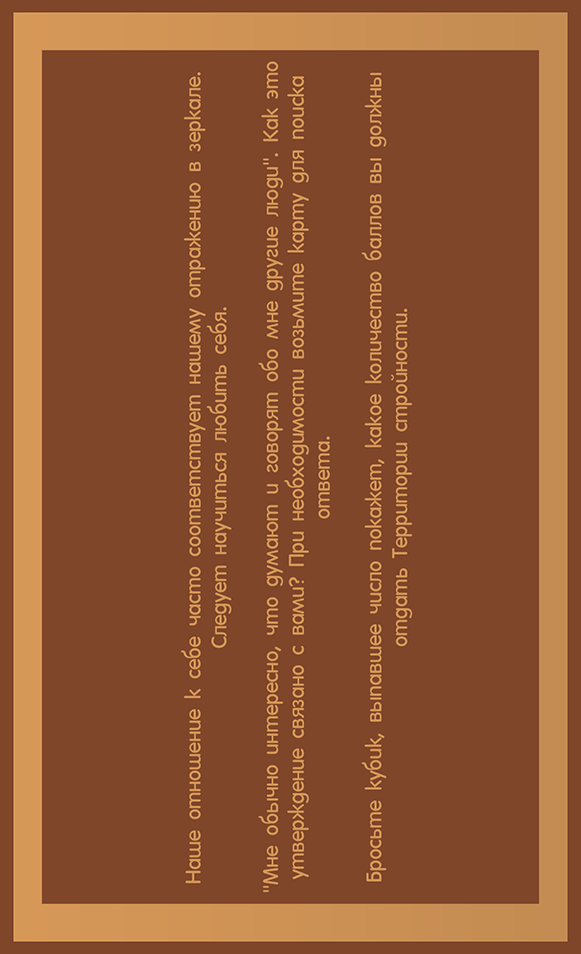 Наше отношение к себе часто соответствует нашему отражению в зеркале.
Следует научиться любить себя.
"Мне обычно интересно, что думают и говорят обо мне другие люди". Как это
утверждение связано с вами? При необходимости возьмите карту для поиска
ответа.
Бросьте кубик, выпавшее число покажет, какое количество баллов вы должны
отдать Территории стройности.